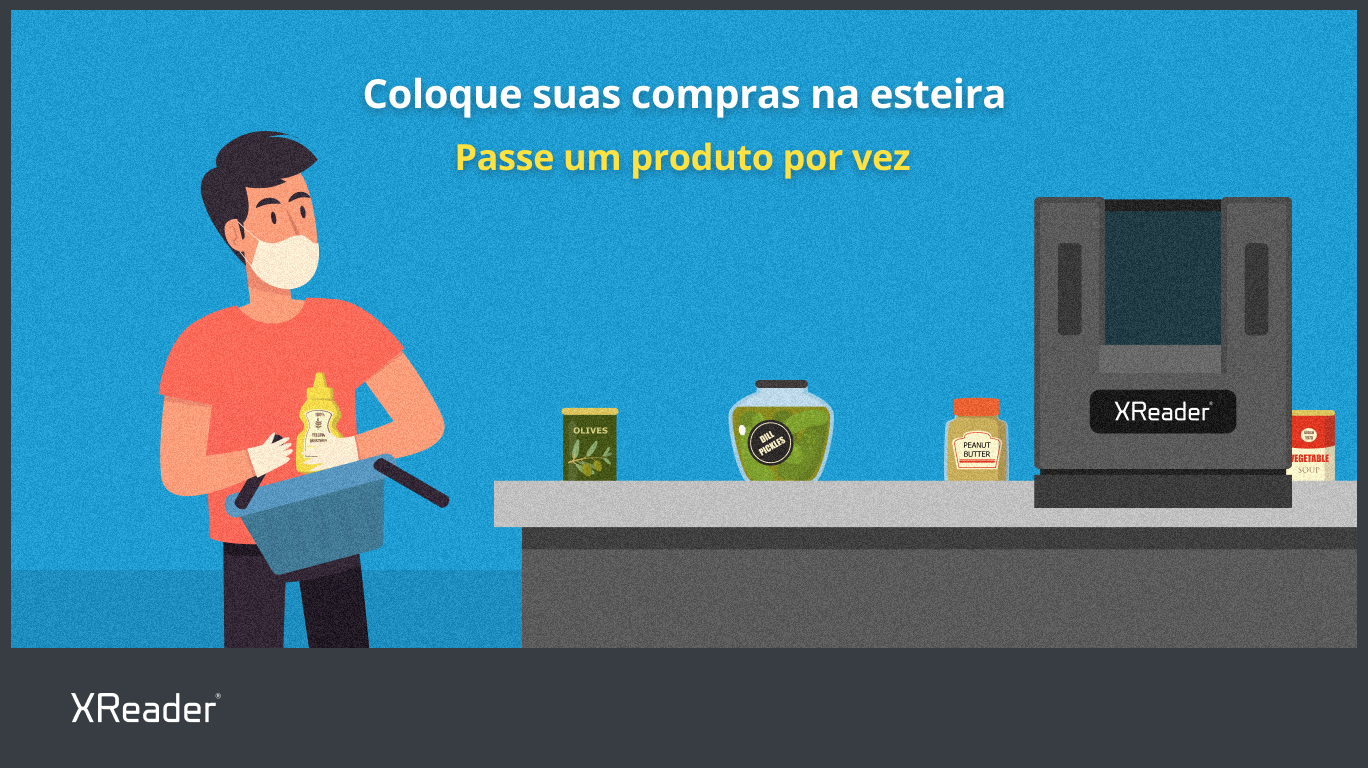 Coloque suas compras na esteira
Passe um produto por vez
OLIVES
DILL
PICKLES
PEANUT
BUTTER
XReader®
VEGETABLE
SOUP
XReader®